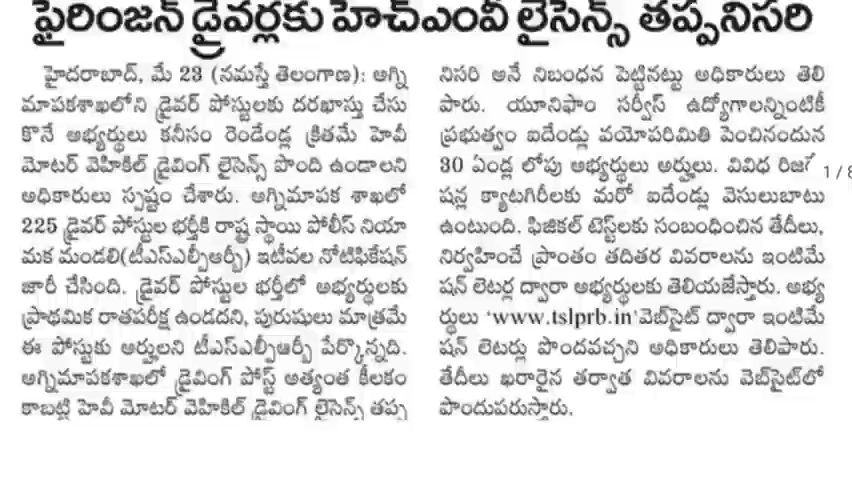 ఫైరింజన్ డ్రైవర్లకు హెచ్ఎంవీ లైసెన్స్ తప్పనిసరి
హైదరాబాద్, మే 23 (నమస్తే తెలంగాణ): అగ్ని
మాపకశాఖలోని డ్రైవర్ పోస్టులకు దరఖాస్తు చేసు
కొనే అభ్యర్థులు కనీసం రెండేండ్ల క్రితమే హెవీ
మోటర్ వెహికిల్ డ్రైవింగ్ లైసెన్స్ పొంది ఉండాలని
అధికారులు స్పష్టం చేశారు. అగ్నిమాపక శాఖలో
225 డ్రైవర్ పోస్టుల భర్తీకి రాష్ట్ర స్థాయి పోలీస్ నియా
మక మండలి(టీఎస్ఎల్పీఆర్బీ) ఇటీవల నోటిఫికేషన్
జారీ చేసింది. డ్రైవర్ పోస్టుల భర్తీలో అభ్యర్థులకు
ప్రాథమిక రాతపరీక్ష ఉండదని, పురుషులు మాత్రమే
ఈ పోస్టుకు అర్హులని టీఎస్ఎల్పీఆర్బీ పేర్కొన్నది.
అగ్నిమాపకశాఖలో డ్రైవింగ్ పోస్ట్ అత్యంత కీలకం
కాబట్టి హెవీ మోటర్ వెహికిల్ డ్రైవింగ్ లైసెన్స్ తప్ప
నిసరి అనే నిబంధన పెట్టినట్టు అధికారులు తెలి
పారు. యూనిఫాం సర్వీస్ ఉద్యోగాలన్నింటికీ
ప్రభుత్వం ఐదేండ్లు వయోపరిమితి పెంచినందున
30 ఏండ్ల లోపు అభ్యర్థులు అర్హులు. వివిధ రిజర్వే
షన్ల క్యాటగిరీలకు మరో ఐదేండ్లు వెసులుబాటు
ఉంటుంది. ఫిజికల్ టెస్ట్‌లకు సంబంధించిన తేదీలు,
నిర్వహించే ప్రాంతం తదితర వివరాలను ఇంటిమే
షన్ లెటర్ల ద్వారా అభ్యర్థులకు తెలియజేస్తారు. అభ్య
ర్థులు 'www.tslprb.in'వెబ్‌సైట్ ద్వారా ఇంటిమే
షన్ లెటర్లు పొందవచ్చని అధికారులు తెలిపారు.
తేదీలు ఖరారైన తర్వాత వివరాలను వెబ్‌సైట్‌లో
పొందుపరుస్తారు.
1/8